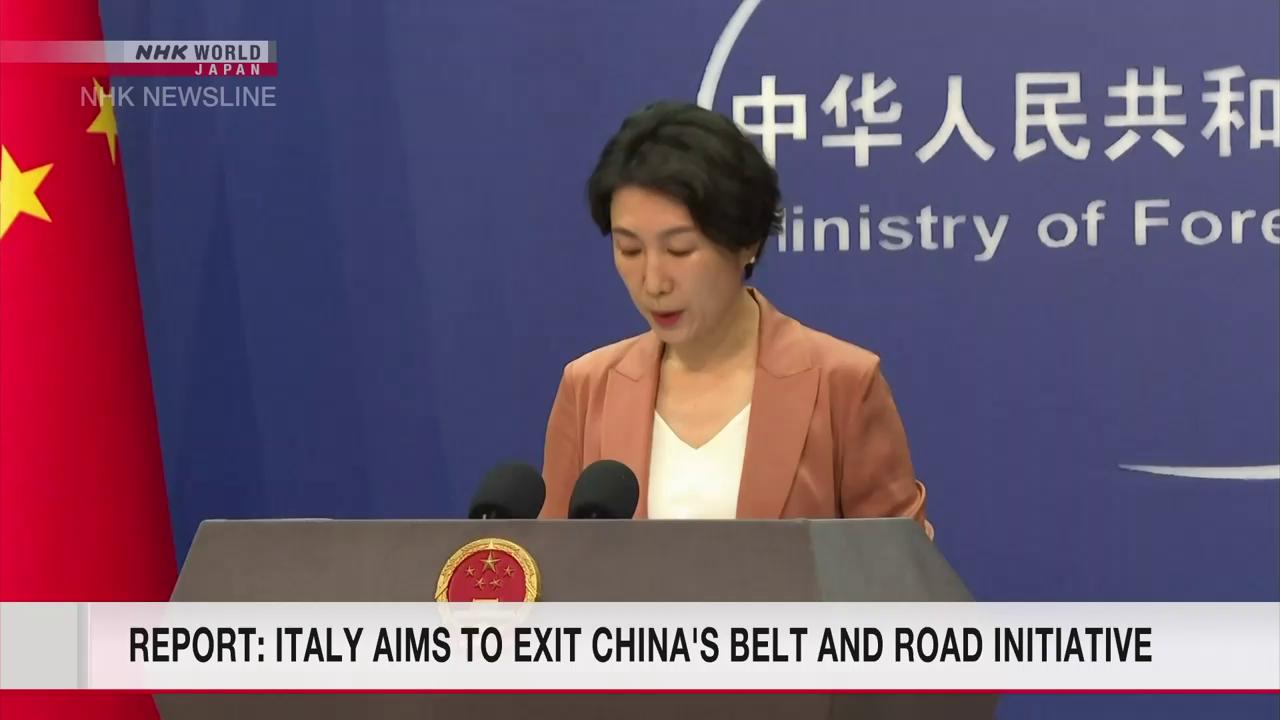 NHK WORLD
JAPAN
NHK NEWSLINE
中华人民共和
inistry of Fore
REPORT: ITALY AIMS TO EXIT CHINA'S BELT AND ROAD INITIATIVE